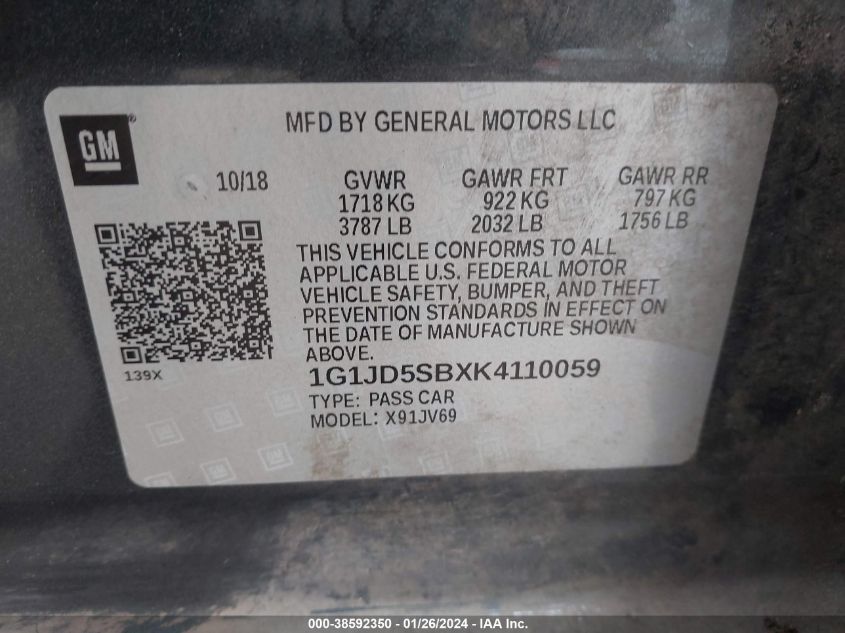 GM
MFD BY GENERAL MOTORS LLC
10/18 GVWR GAWR FRT GAWR RR
1718 KG 922 KG 797 KG
3787 LB 2032 LB 1756 LB
THIS VEHICLE CONFORMS TO ALL
APPLICABLE U.S. FEDERAL MOTOR
VEHICLE SAFETY, BUMPER, AND THEFT
PREVENTION STANDARDS IN EFFECT ON
THE DATE OF MANUFACTURE SHOWN
ABOVE.
139X
1G1JD5SBXK4110059
TYPE: PASS CAR
MODEL: X91JV69
000-38592350 - 01/26/2024 - IAA Inc.